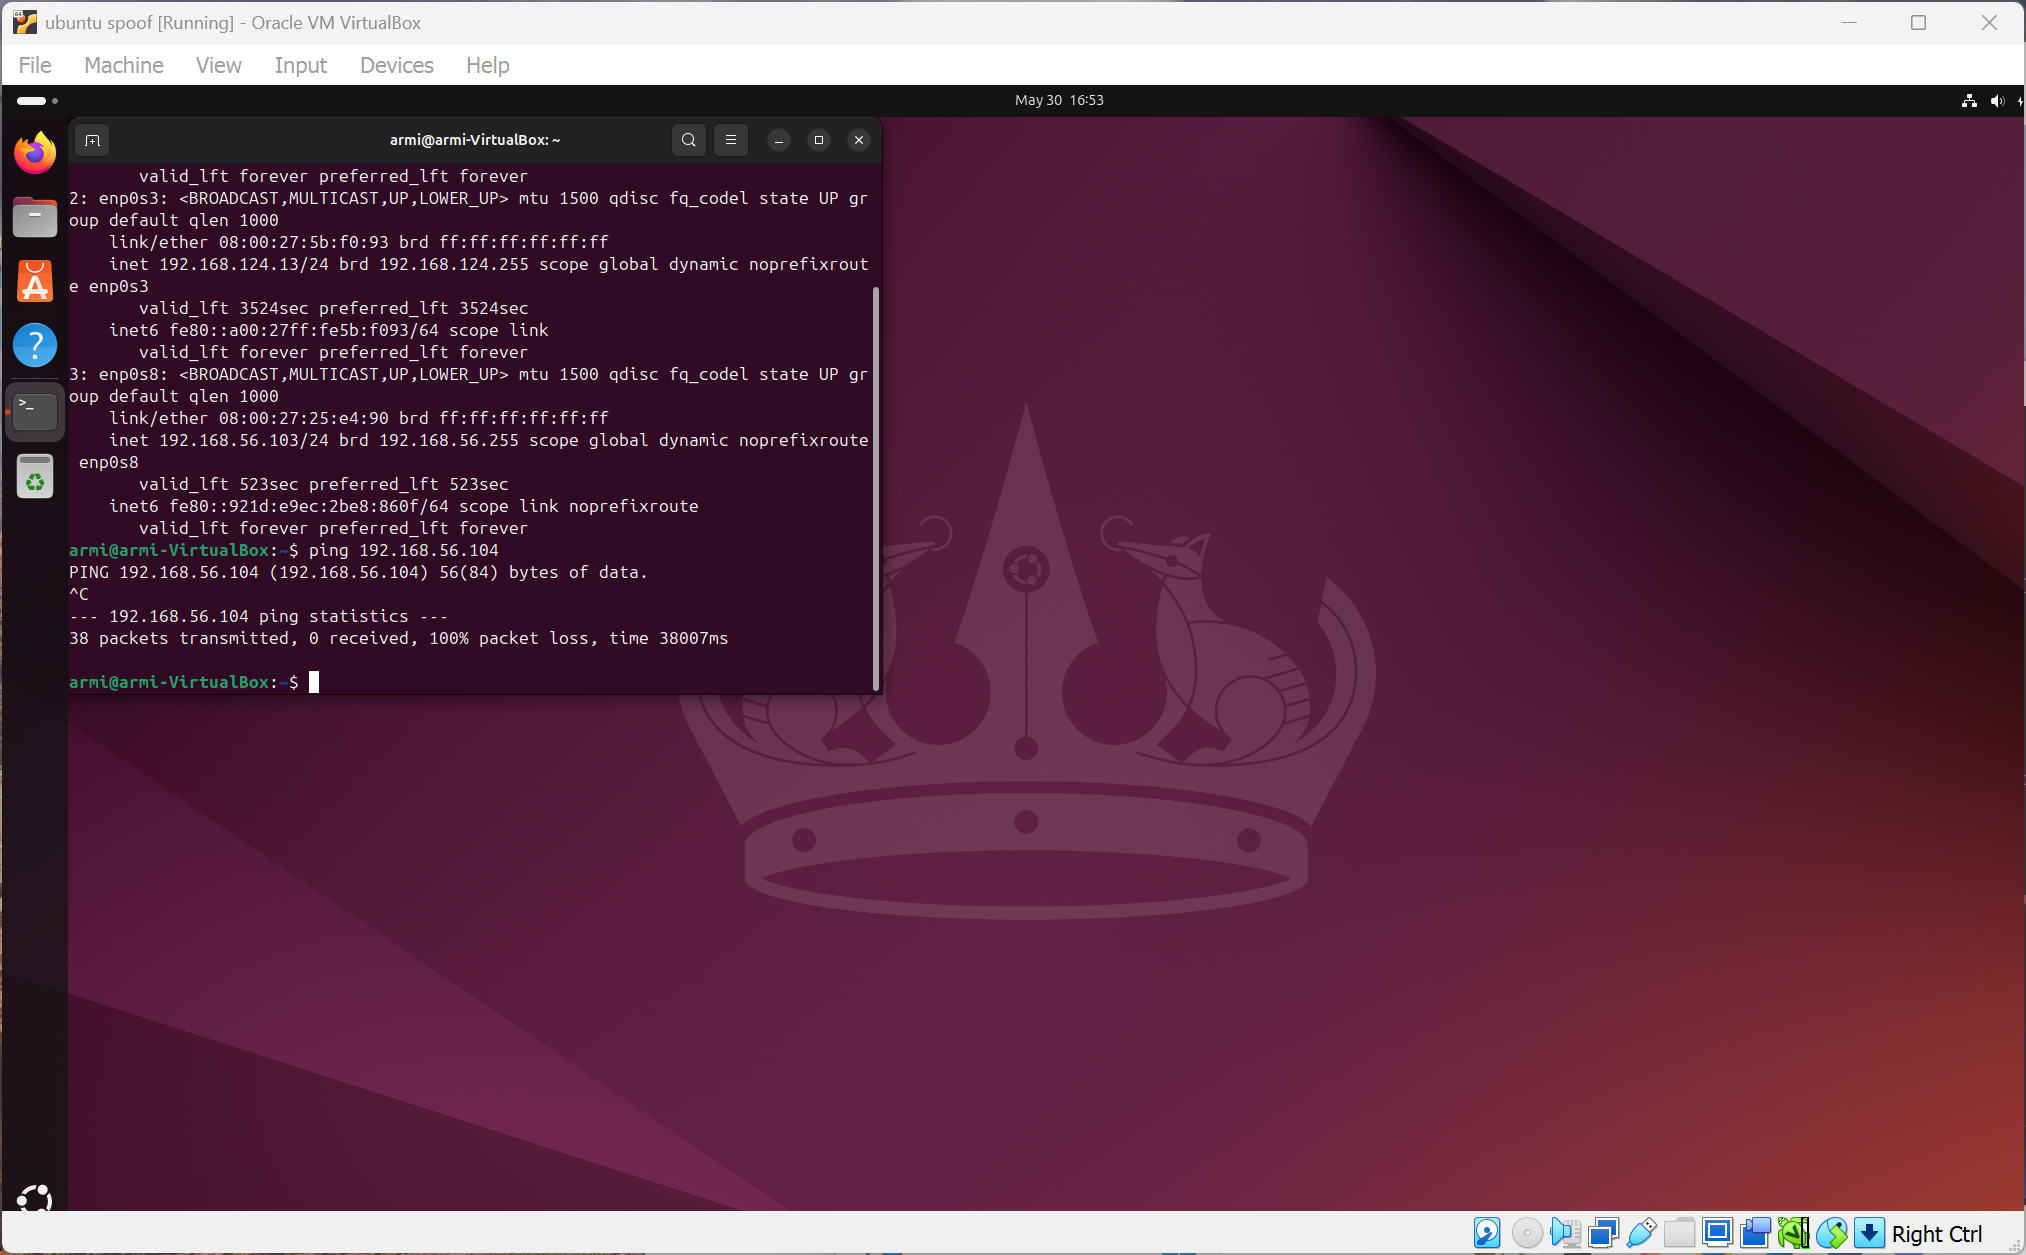 ubuntu spoof [Running] - Oracle VM VirtualBox
File Machine View Input Devices Help
May 30 16:53
armi@armi-VirtualBox: ~
valid_lft forever preferred_lft forever
2: enp0s3: <BROADCAST,MULTICAST,UP,LOWER_UP> mtu 1500 qdisc fq_codel state UP gr
oup default qlen 1000
link/ether 08:00:27:5b:f0:93 brd ff:ff:ff:ff:ff:ff
inet 192.168.124.13/24 brd 192.168.124.255 scope global dynamic noprefixrout
e enp0s3
valid_lft 3524sec preferred_lft 3524sec
inet6 fe80::a00:27ff:fe5b:f093/64 scope link
valid_lft forever preferred_lft forever
3: enp0s8: <BROADCAST,MULTICAST,UP,LOWER_UP> mtu 1500 qdisc fq_codel state UP gr
oup default qlen 1000
link/ether 08:00:27:25:e4:90 brd ff:ff:ff:ff:ff:ff
inet 192.168.56.103/24 brd 192.168.56.255 scope global dynamic noprefixroute
enp0s8
valid_lft 523sec preferred_lft 523sec
inet6 fe80::921d:e9ec:2be8:860f/64 scope link noprefixroute
valid_lft forever preferred_lft forever
armi@armi-VirtualBox:~$ ping 192.168.56.104
PING 192.168.56.104 (192.168.56.104) 56(84) bytes of data.
^C
--- 192.168.56.104 ping statistics ---
38 packets transmitted, 0 received, 100% packet loss, time 38007ms
armi@armi-VirtualBox:~$
Right Ctrl